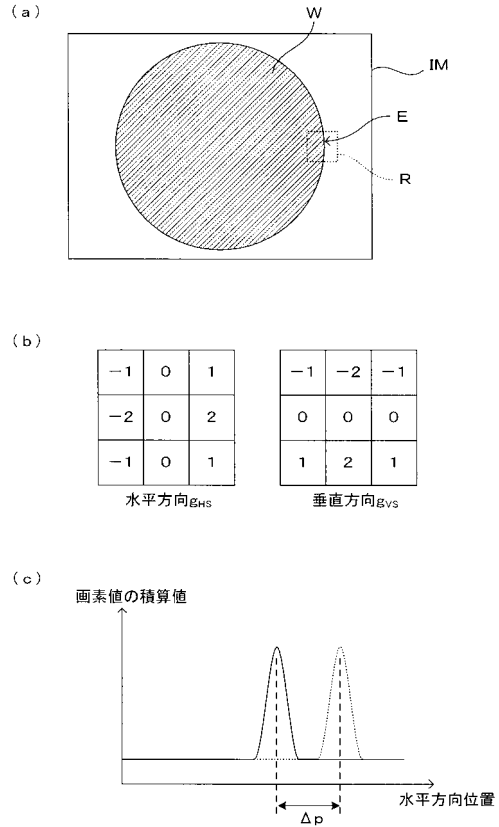 (a)
W
IM
E
R
(b)
-1 0 1
-2 0 2
-1 0 1
水平方向gHS
-1 -2 -1
0 0 0
1 2 1
垂直方向gVS
(c)
画素値の積算値
水平方向位置
Δp